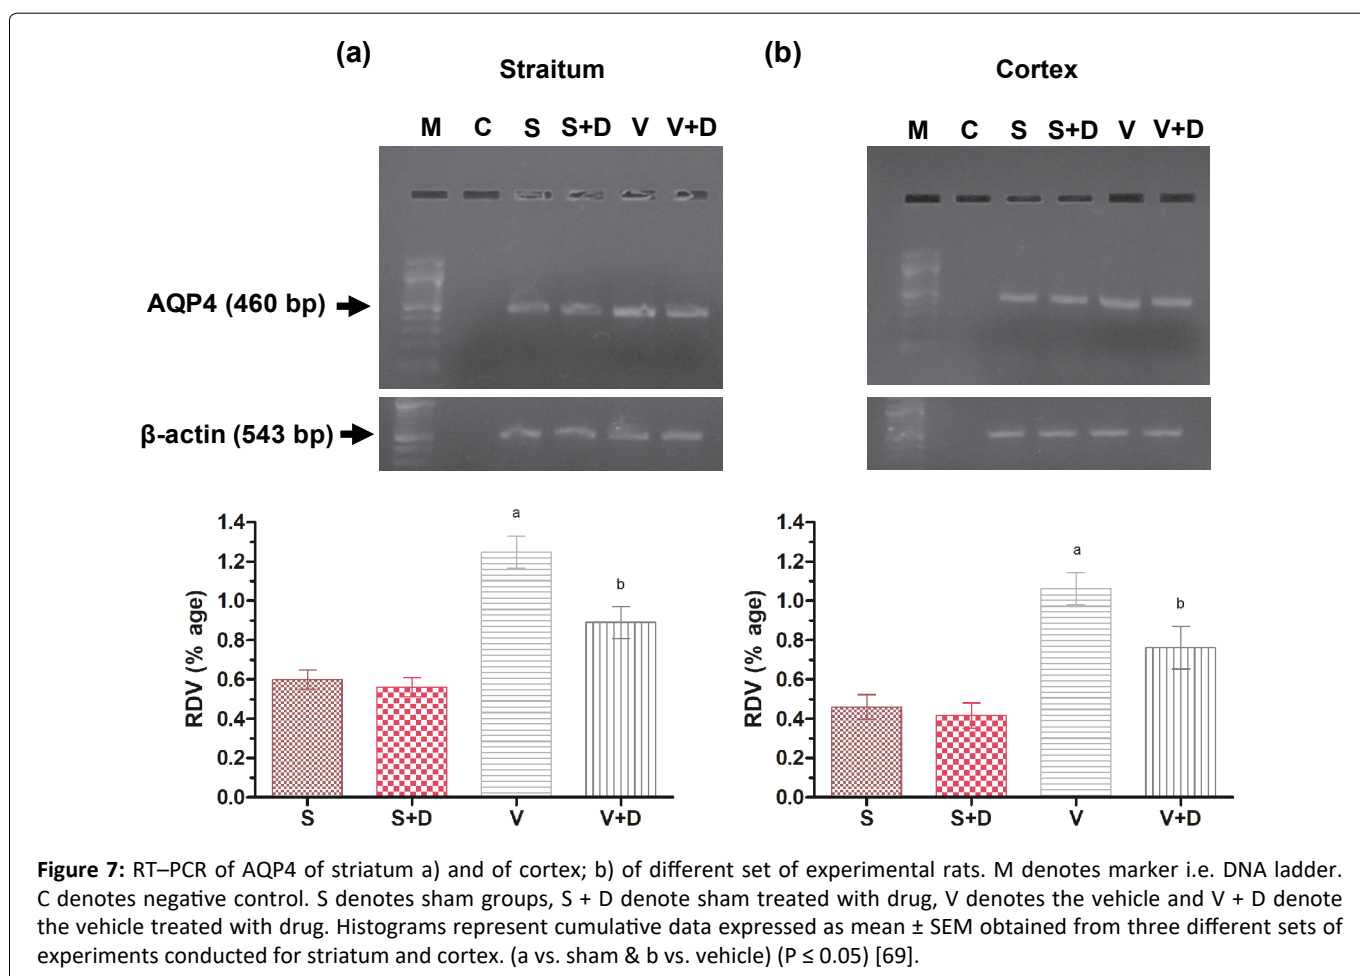 (a)
Straitum
M C S S+D V V+D
AQP4 (460 bp)
β-actin (543 bp)
(b)
Cortex
M C S S+D V V+D
RDV (% age)
1.4
1.2
1.0
0.8
0.6
0.4
0.2
0.0
a
b
S S+D V V+D
RDV (% age)
1.4
1.2
1.0
0.8
0.6
0.4
0.2
0.0
a
b
S S+D V V+D
Figure 7: RT–PCR of AQP4 of striatum a) and of cortex; b) of different set of experimental rats. M denotes marker i.e. DNA ladder.
C denotes negative control. S denotes sham groups, S + D denote sham treated with drug, V denotes the vehicle and V + D denote
the vehicle treated with drug. Histograms represent cumulative data expressed as mean ± SEM obtained from three different sets of
experiments conducted for striatum and cortex. (a vs. sham & b vs. vehicle) (P ≤ 0.05) [69].